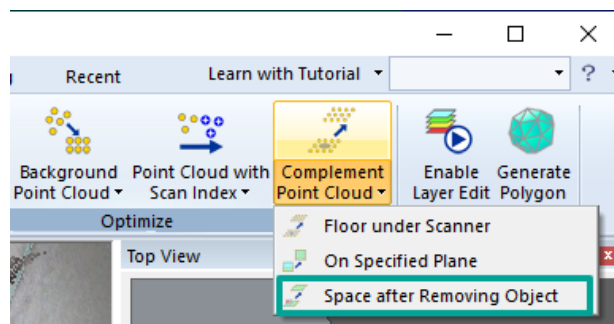 Recent
Learn with Tutorial
?
Background
Point Cloud
Point Cloud with
Scan Index
Complement
Point Cloud
Enable
Layer Edit
Generate
Polygon
Optimize
Floor under Scanner
On Specified Plane
Space after Removing Object
Top View